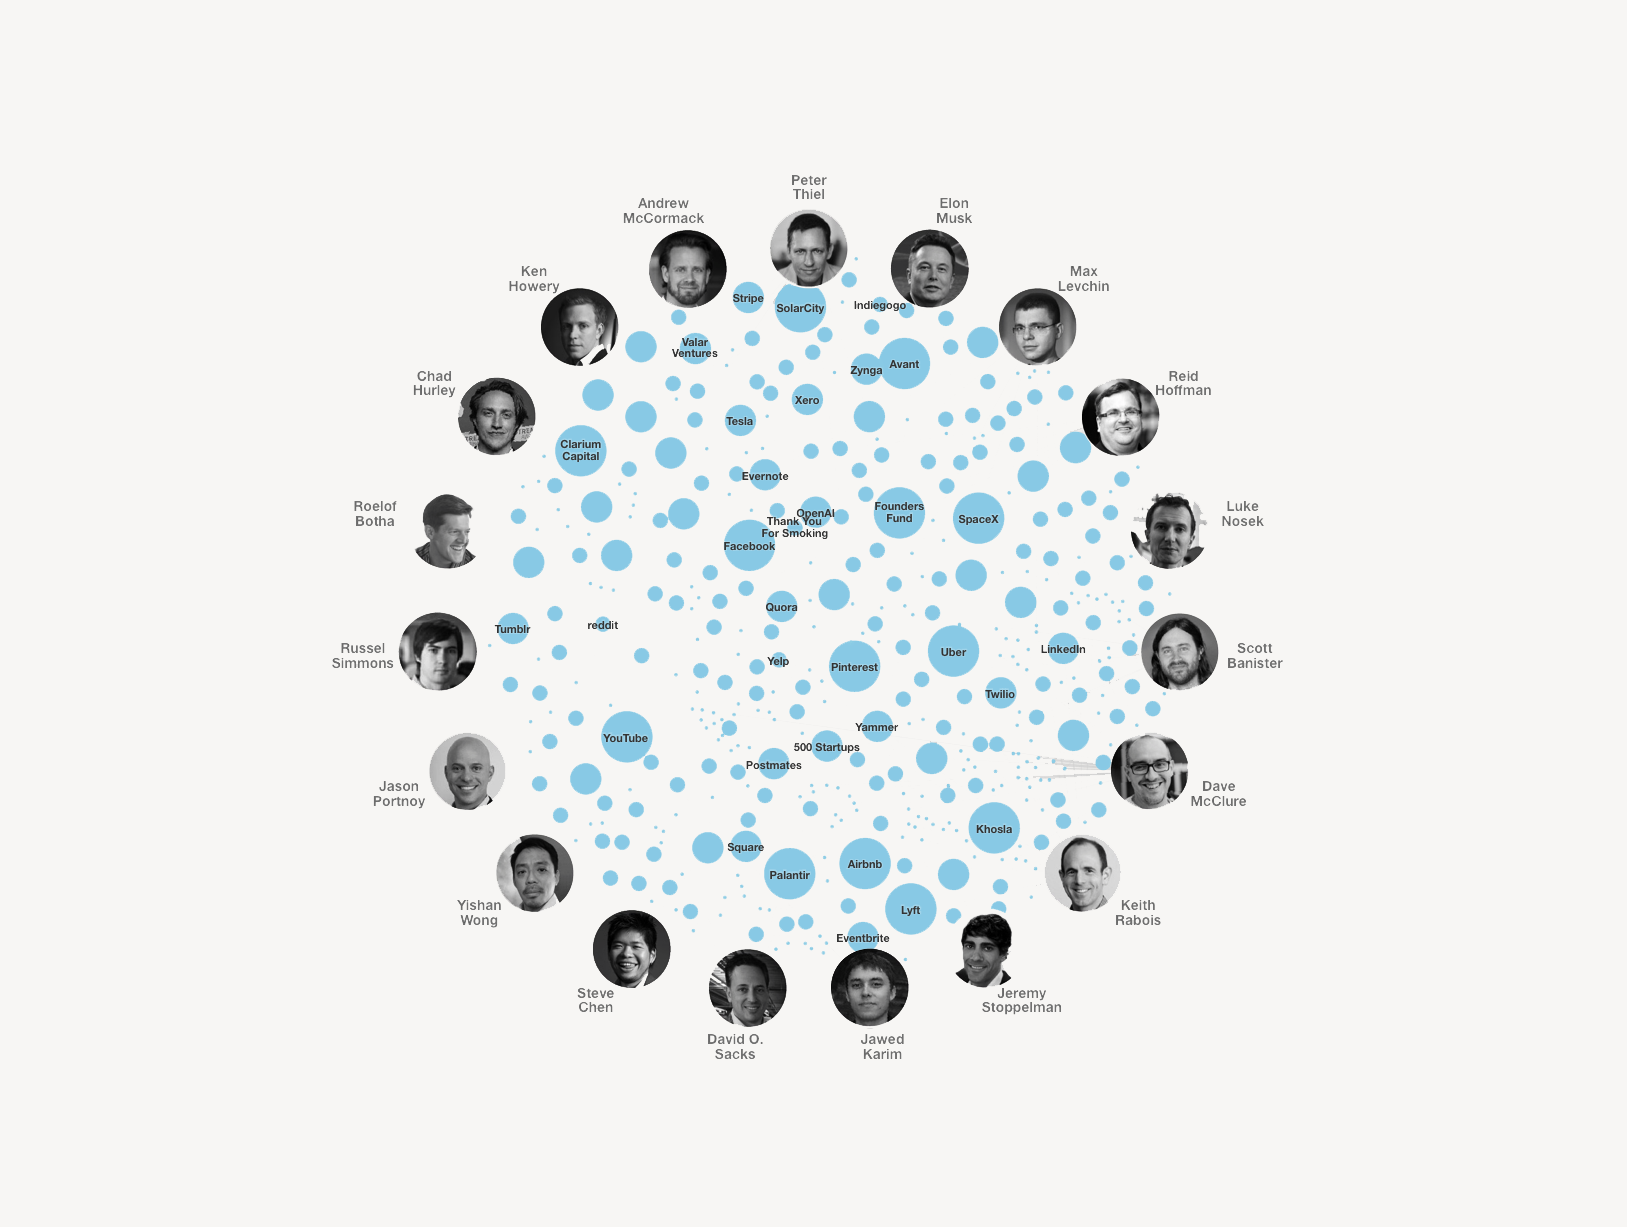 Peter
Thiel
Andrew
McCormack
Elon
Musk
Ken
Howery
Max
Levchin
Stripe
SolarCity
Indiegogo
Valar
Ventures
Zynga
Avant
Chad
Hurley
Reid
Hoffman
Xero
Tesla
Clarium
Capital
Evernote
Roelof
Botha
OpenAI
Thank You
For Smoking
Founders
Fund
SpaceX
Luke
Nosek
Facebook
Quora
Tumblr
reddit
Russel
Simmons
Yelp
Pinterest
Uber
LinkedIn
Scott
Banister
Twilio
Yammer
YouTube
500 Startups
Postmates
Jason
Portnoy
Dave
McClure
Khosla
Square
Palantir
Airbnb
Yishan
Wong
Lyft
Keith
Rabois
Eventbrite
Steve
Chen
Jeremy
Stoppelman
David O.
Sacks
Jawed
Karim